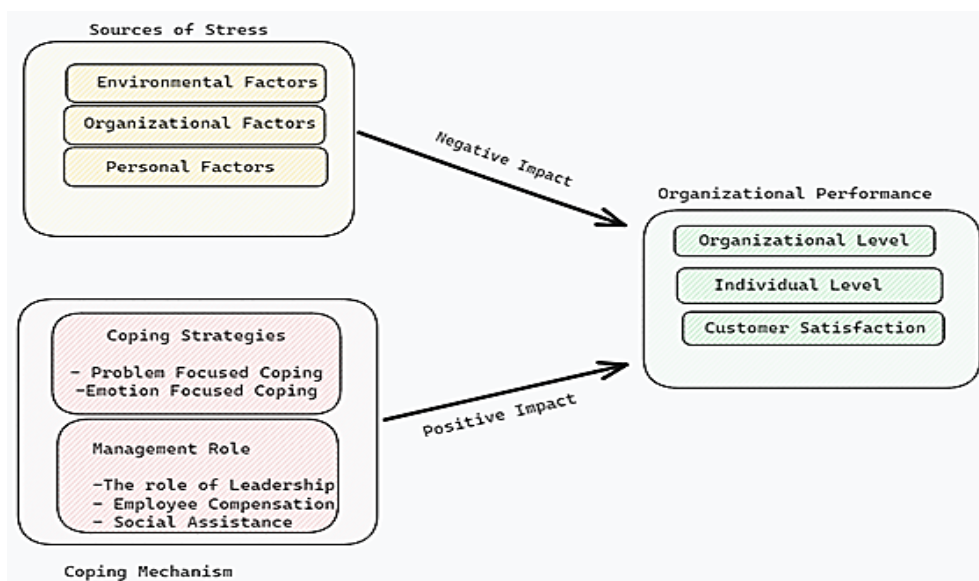 Sources of Stress
Environmental Factors
Organizational Factors
Personal Factors
Negative Impact
Organizational Performance
Organizational Level
Individual Level
Customer Satisfaction
Coping Strategies
- Problem Focused Coping
-Emotion Focused Coping
Positive Impact
Management Role
-The role of Leadership
- Employee Compensation
- Social Assistance
Coping Mechanism